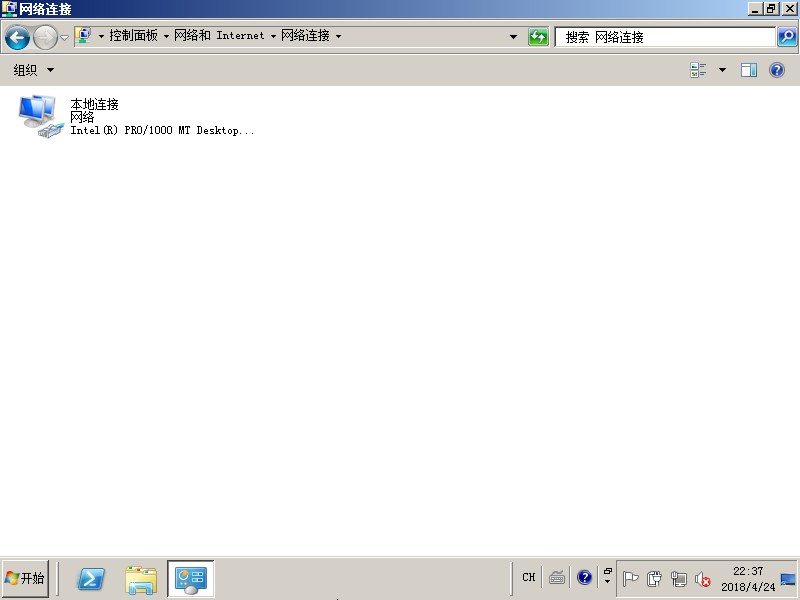 网络连接
控制面板 网络和 Internet 网络连接
搜索 网络连接
组织
本地连接
网络
Intel(R) PRO/1000 MT Desktop...
开始
CH
22:37
2018/4/24